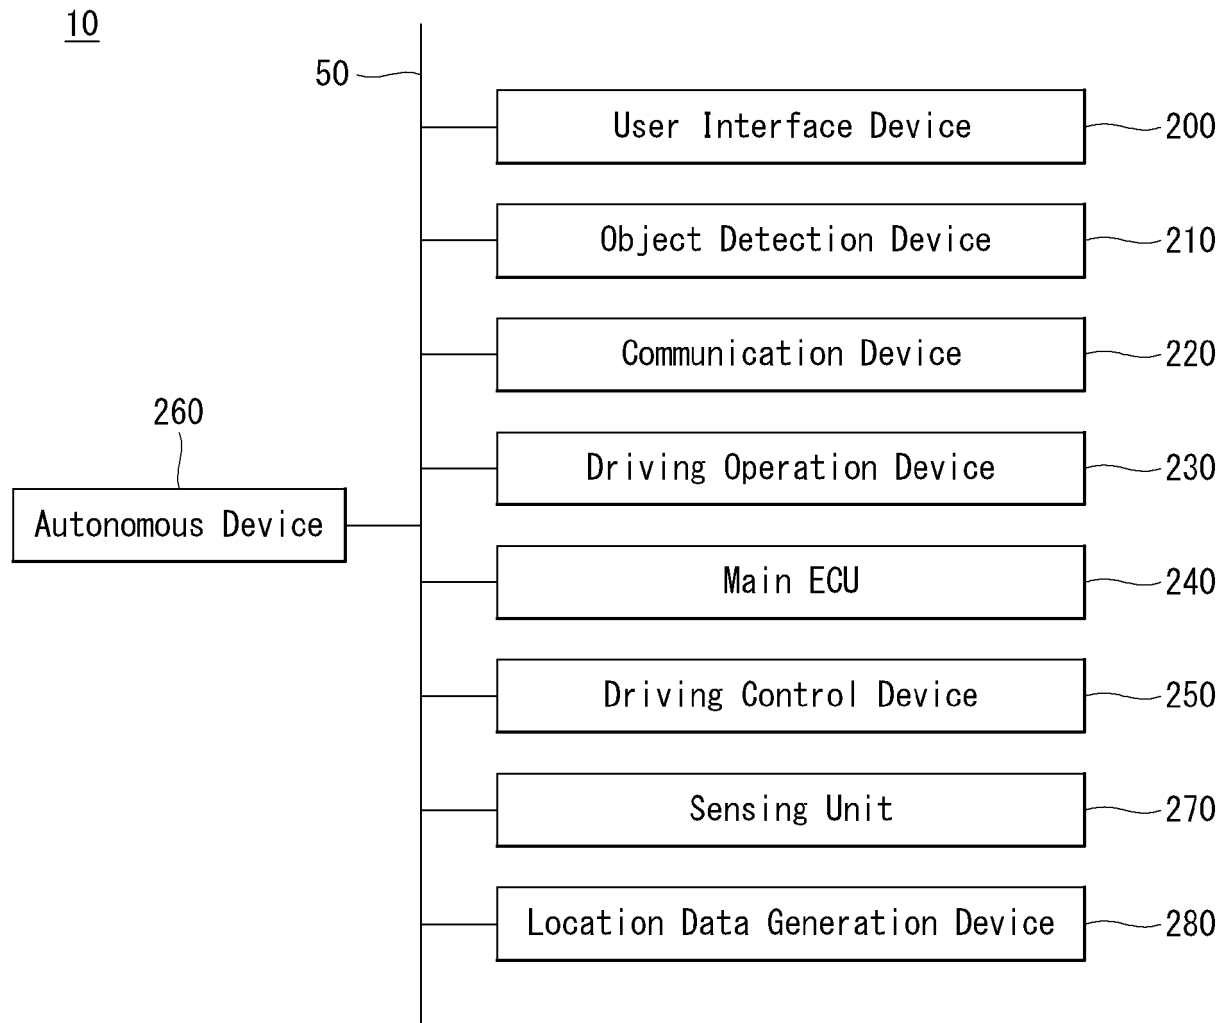 10
50
User Interface Device
200
Object Detection Device
210
Communication Device
220
260
Driving Operation Device
230
Autonomous Device
Main ECU
240
Driving Control Device
250
Sensing Unit
270
Location Data Generation Device
280